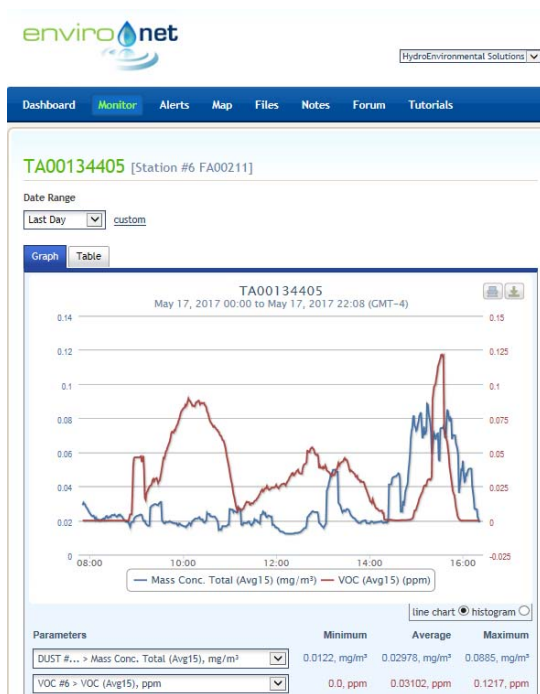 enviro net
HydroEnvironmental Solutions
Dashboard Monitor Alerts Map Files Notes Forum Tutorials
TA00134405 [Station #6 FA00211]
Date Range
Last Day custom
Graph Table
TA00134405
May 17, 2017 00:00 to May 17, 2017 22:08 (GMT-4)
0.14 0.15
0.12 0.125
0.1 0.1
0.08 0.075
0.06 0.05
0.04 0.025
0.02 0
0 -0.025
08:00 10:00 12:00 14:00 16:00
Mass Conc. Total (Avg15) (mg/m³) VOC (Avg15) (ppm)
line chart histogram
Parameters Minimum Average Maximum
DUST #... > Mass Conc. Total (Avg15), mg/m³ 0.0122, mg/m³ 0.02978, mg/m³ 0.0885, mg/m³
VOC #6 > VOC (Avg15), ppm 0.0, ppm 0.03102, ppm 0.1217, ppm